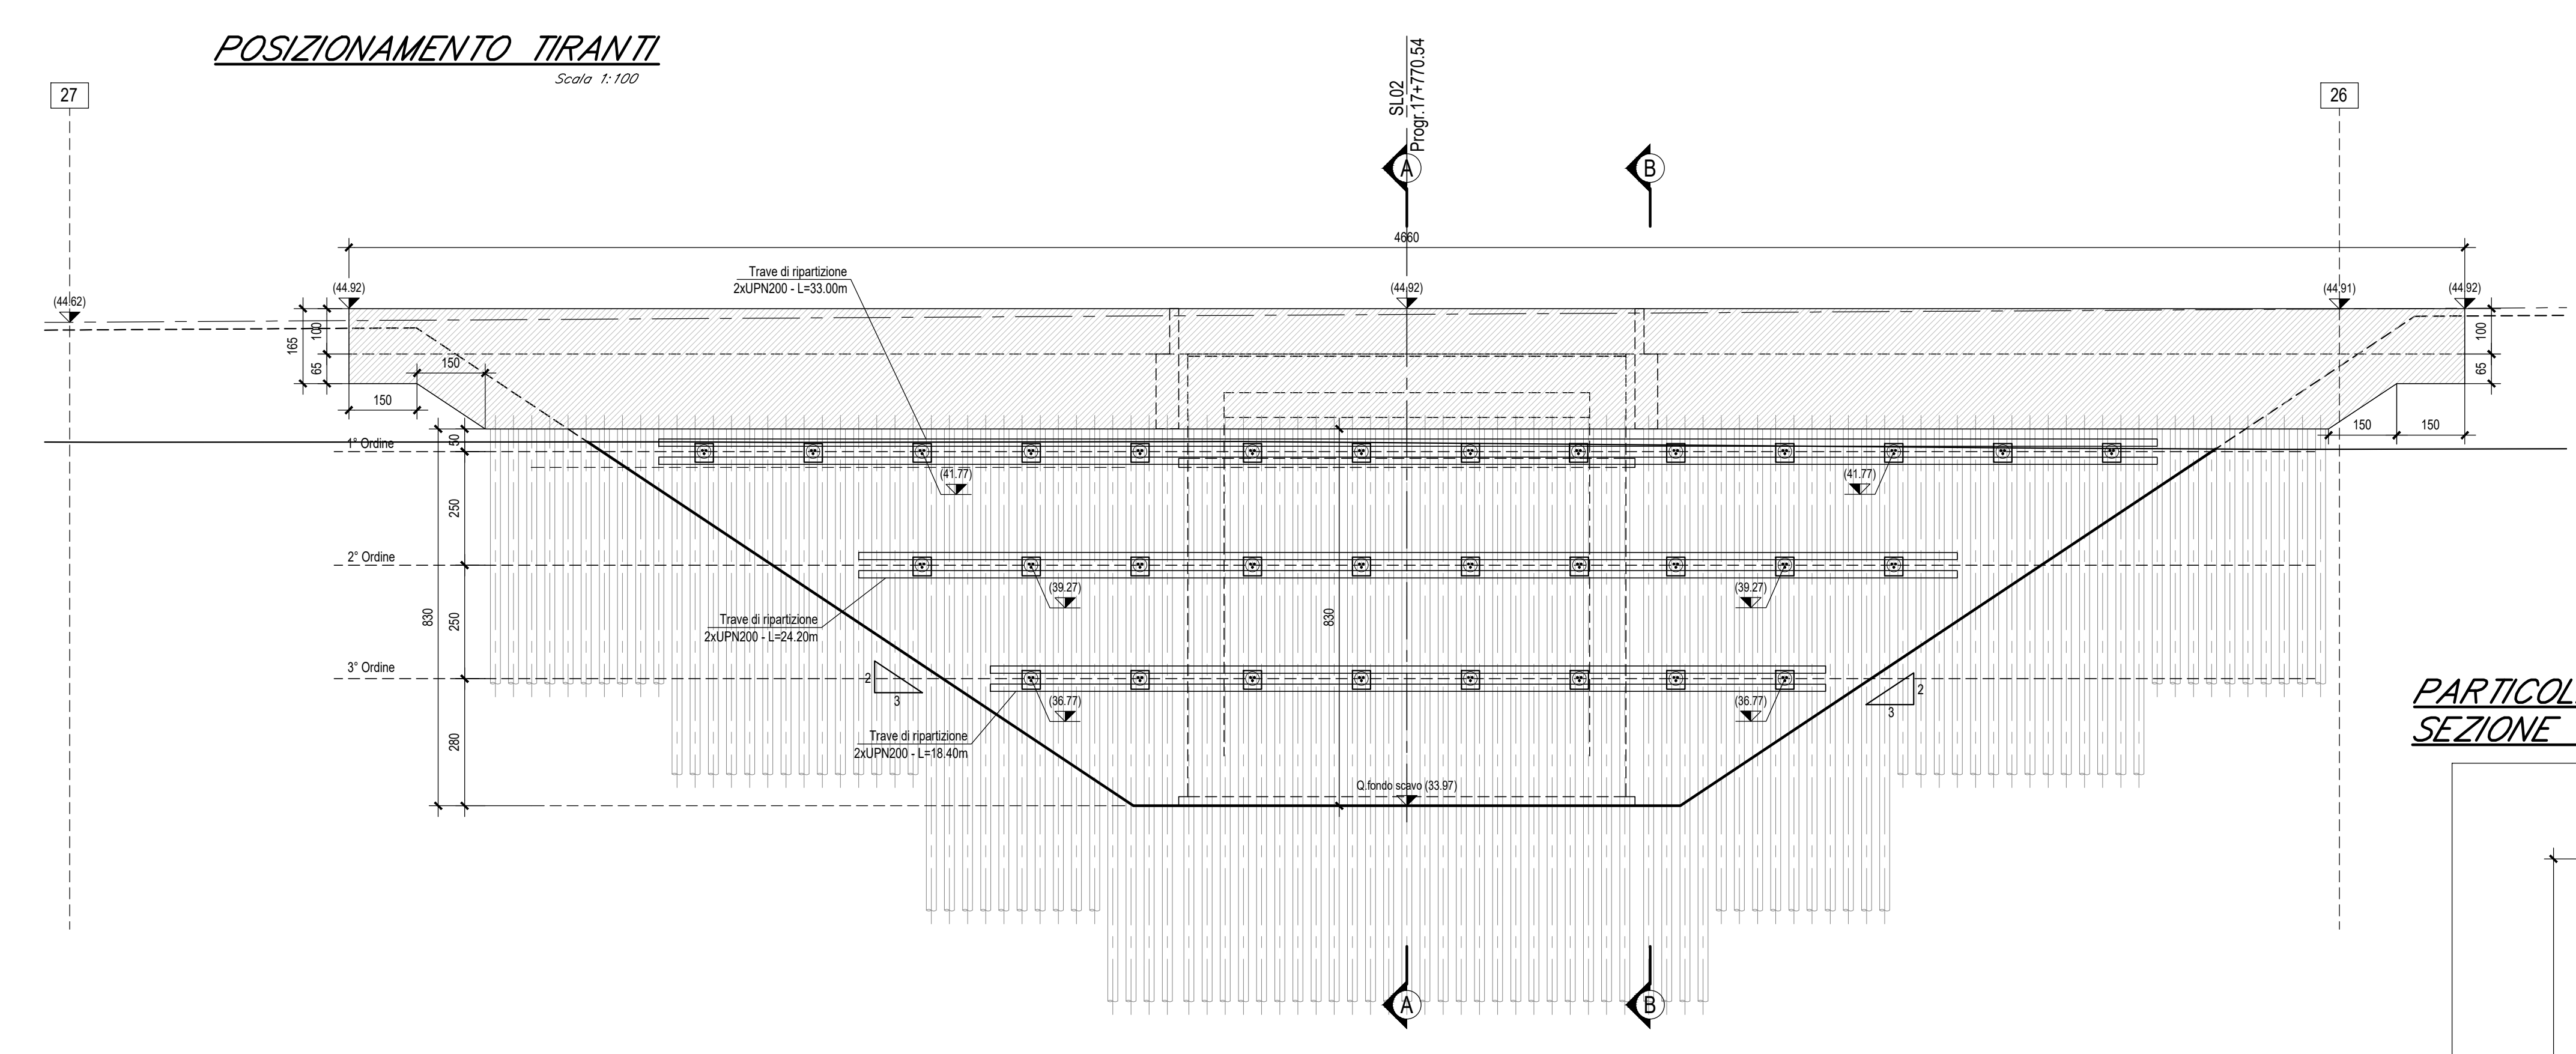 POSIZIONAMENTO TIRANTI
Scala 1:100
27
SL02
Progr.17+770.54
26
A
B
4660
Trave di ripartizione
2xUPN200 - L=33.00m
(44.62)
(44.92)
(44.92)
(44.91)
(44.92)
165
100
65
150
150
100
65
150
150
1° Ordine
50
(41.77)
(41.77)
250
2° Ordine
(39.27)
(39.27)
830
250
830
Trave di ripartizione
2xUPN200 - L=24.20m
3° Ordine
2
3
(36.77)
(36.77)
2
3
280
Trave di ripartizione
2xUPN200 - L=18.40m
Q.fondo scavo (33.97)
PARTICOL
SEZIONE
A
B